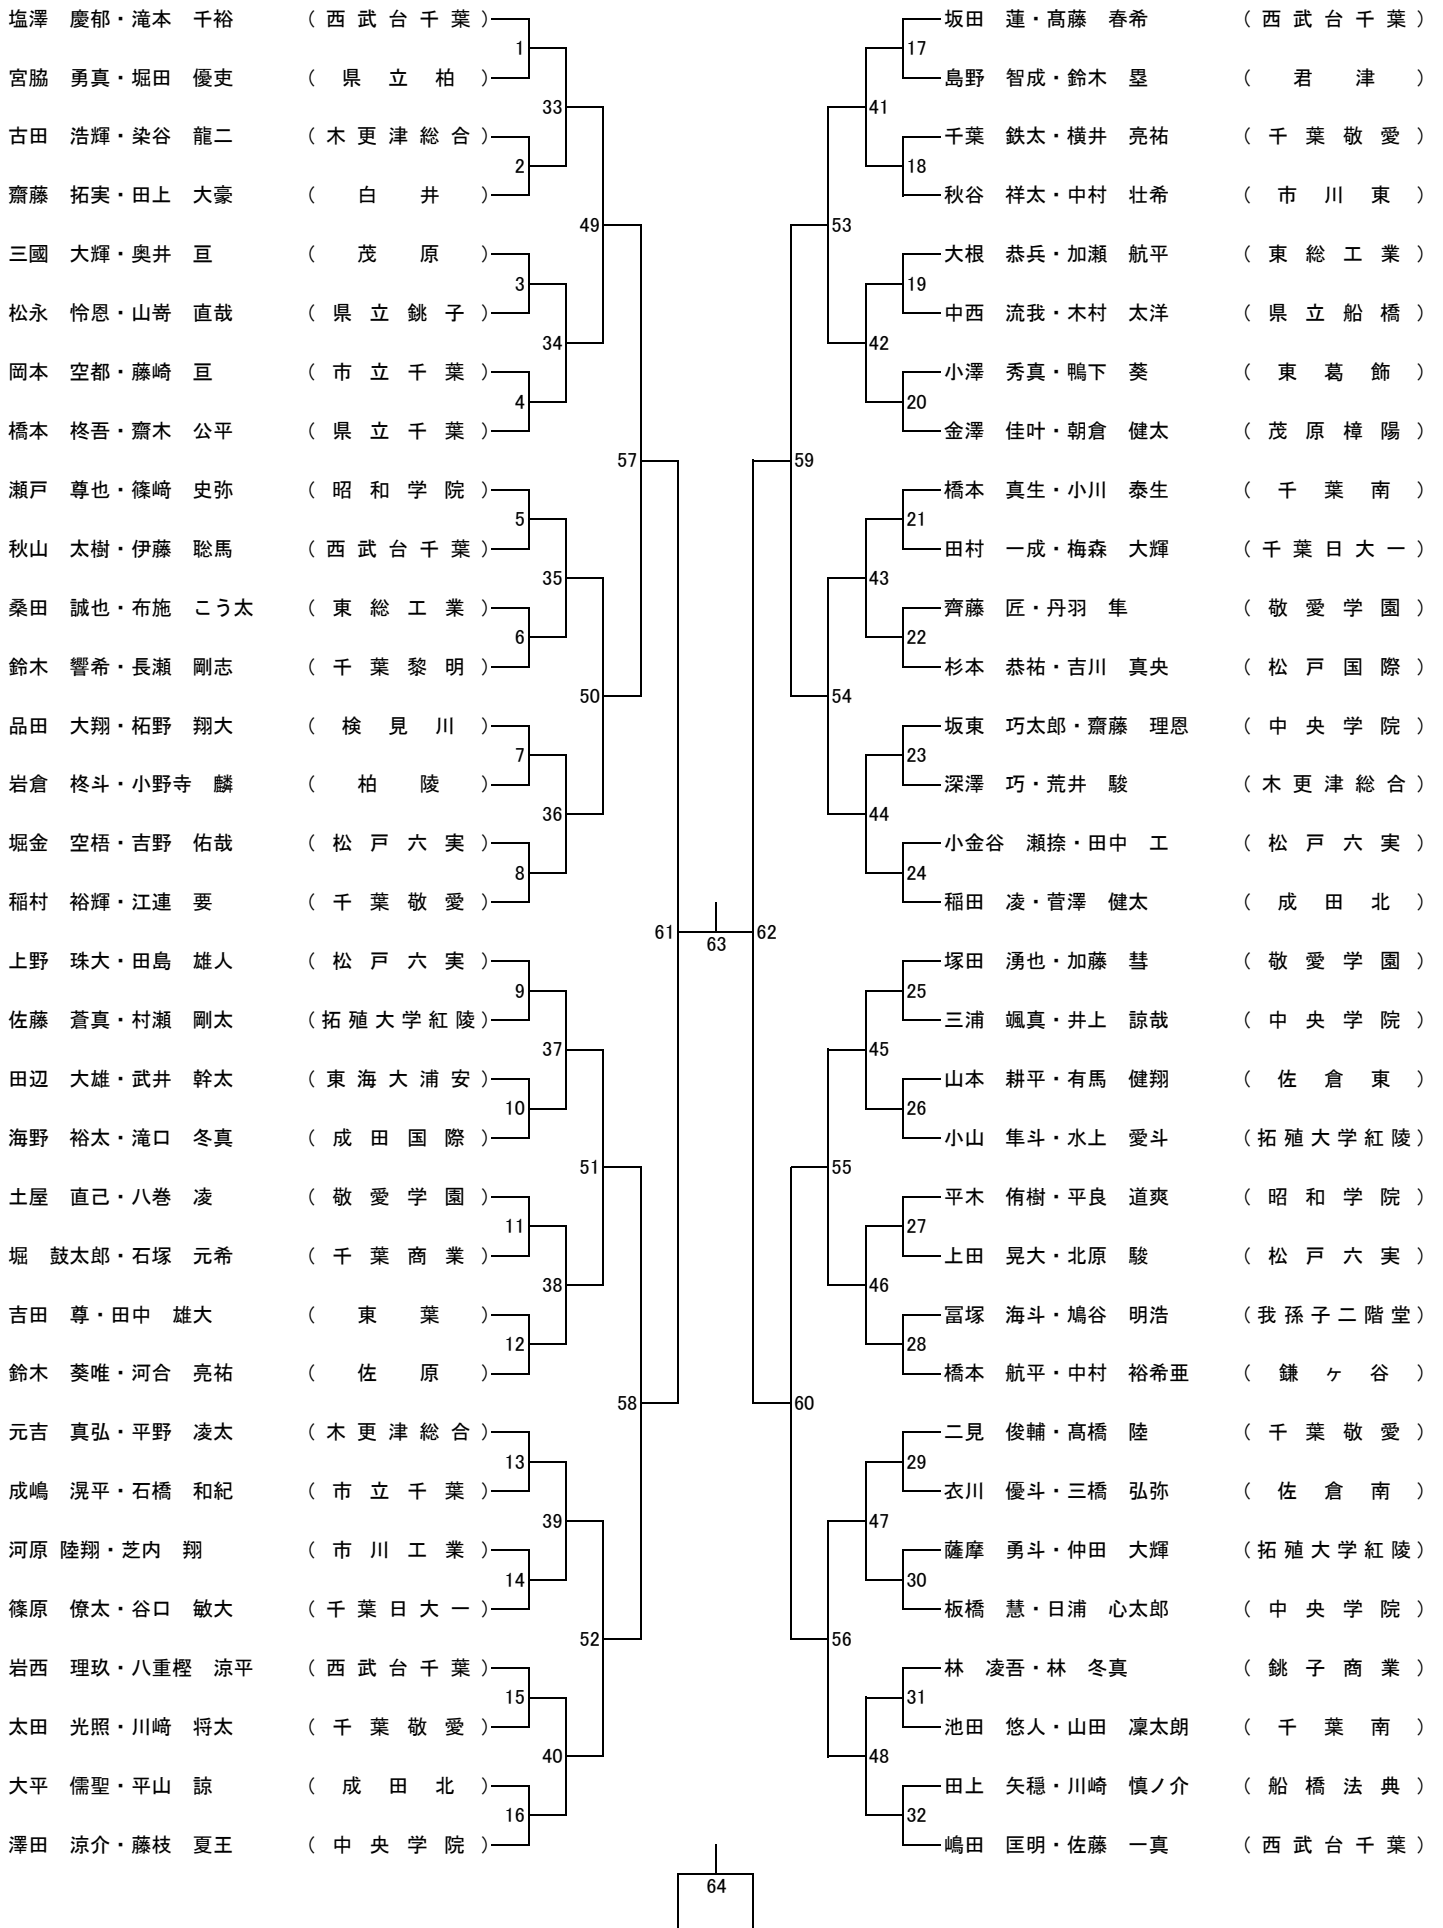 塩澤　慶郁・滝本　千裕　（西武台千葉）
1
宮脇　勇真・堀田　優吏　（県立柏）
33
古田　浩輝・染谷　龍二　（木更津総合）
2
齋藤　拓実・田上　大豪　（白井）
49
三國　大輝・奥井　亘　（茂原）
3
松永　怜恩・山嵜　直哉　（県立銚子）
34
岡本　空都・藤崎　亘　（市立千葉）
4
橋本　柊吾・齋木　公平　（県立千葉）
57
瀬戸　尊也・篠﨑　史弥　（昭和学院）
5
秋山　太樹・伊藤　聡馬　（西武台千葉）
35
桑田　誠也・布施　こう太　（東総工業）
6
鈴木　響希・長瀬　剛志　（千葉黎明）
50
品田　大翔・柘野　翔大　（検見川）
7
岩倉　柊斗・小野寺　麟　（柏陵）
36
堀金　空梧・吉野　佑哉　（松戸六実）
8
稲村　裕輝・江連　要　（千葉敬愛）
61
上野　珠大・田島　雄人　（松戸六実）
9
佐藤　蒼真・村瀬　剛太　（拓殖大学紅陵）
37
田辺　大雄・武井　幹太　（東海大浦安）
10
海野　裕太・滝口　冬真　（成田国際）
51
土屋　直己・八巻　凌　（敬愛学園）
11
堀　鼓太郎・石塚　元希　（千葉商業）
38
吉田　尊・田中　雄大　（東葉）
12
鈴木　葵唯・河合　亮祐　（佐原）
58
元吉　真弘・平野　凌太　（木更津総合）
13
成嶋　滉平・石橋　和紀　（市立千葉）
39
河原 陸翔・芝内　翔　（市川工業）
14
篠原　僚太・谷口　敏大　（千葉日大一）
52
岩西　理玖・八重樫　涼平　（西武台千葉）
15
太田　光照・川﨑　将太　（千葉敬愛）
40
大平　儒聖・平山　諒　（成田北）
16
澤田　涼介・藤枝　夏王　（中央学院）
63
坂田　蓮・髙藤　春希　（西武台千葉）
17
島野　智成・鈴木　塁　（君津）
41
千葉　鉄太・横井　亮祐　（千葉敬愛）
18
秋谷　祥太・中村　壮希　（市川東）
53
大根　恭兵・加瀬　航平　（東総工業）
19
中西　流我・木村　太洋　（県立船橋）
42
小澤　秀真・鴨下　葵　（東葛飾）
20
金澤　佳叶・朝倉　健太　（茂原樟陽）
59
橋本　真生・小川　泰生　（千葉南）
21
田村　一成・梅森　大輝　（千葉日大一）
43
齊藤　匠・丹羽　隼　（敬愛学園）
22
杉本　恭祐・吉川　真央　（松戸国際）
54
坂東　巧太郎・齋藤　理恩　（中央学院）
23
深澤　巧・荒井　駿　（木更津総合）
44
小金谷　瀬捺・田中　工　（松戸六実）
24
稲田　凌・菅澤　健太　（成田北）
62
塚田　湧也・加藤　彗　（敬愛学園）
25
三浦　颯真・井上　諒哉　（中央学院）
45
山本　耕平・有馬　健翔　（佐倉東）
26
小山　隼斗・水上　愛斗　（拓殖大学紅陵）
55
平木　侑樹・平良　道爽　（昭和学院）
27
上田　晃大・北原　駿　（松戸六実）
46
冨塚　海斗・鳩谷　明浩　（我孫子二階堂）
28
橋本　航平・中村　裕希亜　（鎌ヶ谷）
60
二見　俊輔・髙橋　陸　（千葉敬愛）
29
衣川　優斗・三橋　弘弥　（佐倉南）
47
薩摩　勇斗・仲田　大輝　（拓殖大学紅陵）
30
板橋　慧・日浦　心太郎　（中央学院）
56
林　凌吾・林　冬真　（銚子商業）
31
池田　悠人・山田　凜太朗　（千葉南）
48
田上　矢穏・川崎　慎ノ介　（船橋法典）
32
嶋田　匡明・佐藤　一真　（西武台千葉）
64